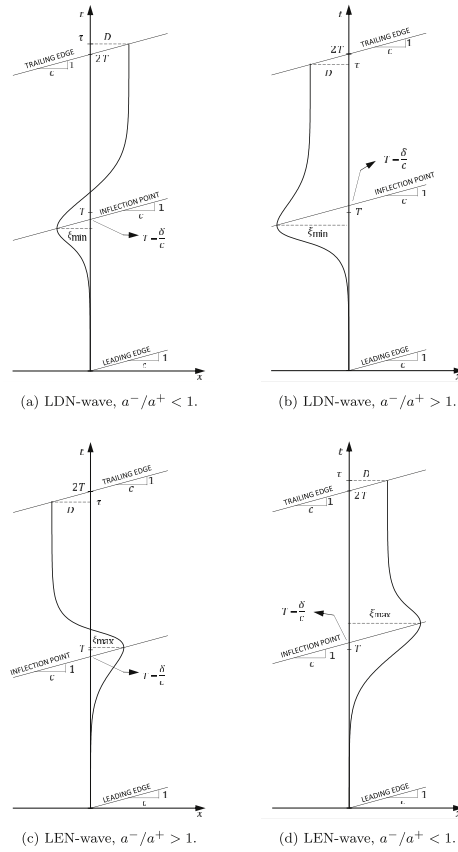 t
τ
D
2T
TRAILING EDGE
c
1
T
INFLECTION POINT
c
1
ξmin
T − δ/c
LEADING EDGE
c
1
x
(a) LDN-wave, a⁻/a⁺ < 1.
t
TRAILING EDGE
2T
c
1
D
τ
T − δ/c
INFLECTION POINT
c
1
T
ξmin
LEADING EDGE
c
1
x
(b) LDN-wave, a⁻/a⁺ > 1.
t
TRAILING EDGE
2T
c
1
D
τ
ξmax
T
INFLECTION POINT
c
1
T − δ/c
LEADING EDGE
c
1
x
(c) LEN-wave, a⁻/a⁺ > 1.
t
τ
D
TRAILING EDGE
2T
c
1
T − δ/c
ξmax
INFLECTION POINT
c
1
T
LEADING EDGE
c
1
x
(d) LEN-wave, a⁻/a⁺ < 1.